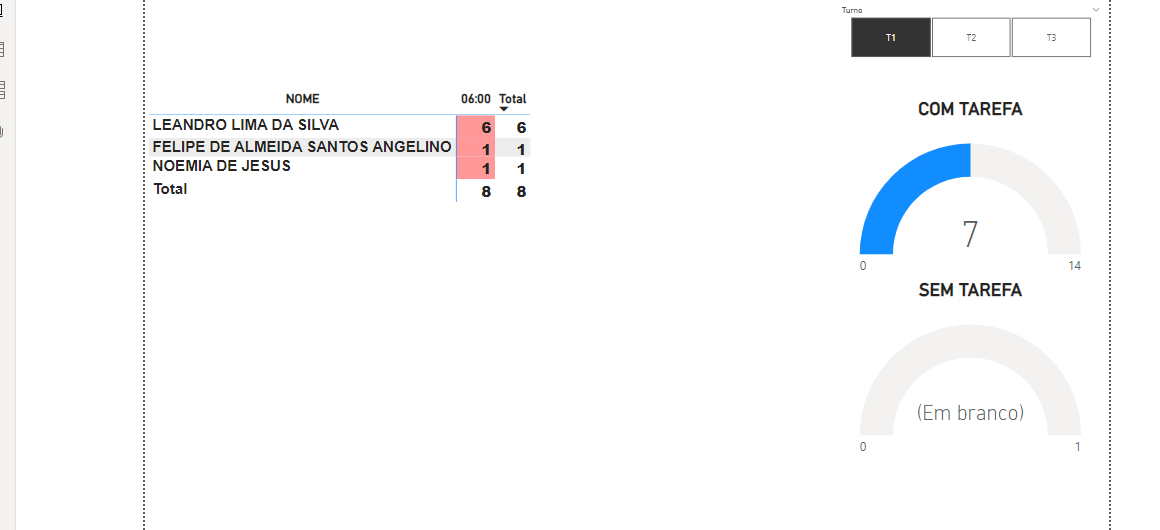 Turno
T1 T2 T3
NOME 06:00 Total
LEANDRO LIMA DA SILVA 6 6
FELIPE DE ALMEIDA SANTOS ANGELINO 1 1
NOEMIA DE JESUS 1 1
Total 8 8
COM TAREFA
7
0 14
SEM TAREFA
(Em branco)
0 1